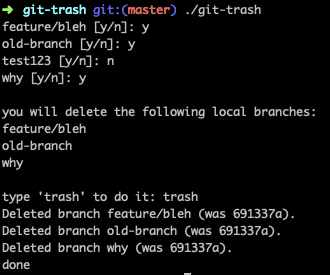 ➜ git-trash git:(master) ./git-trash
feature/bleh [y/n]: y
old-branch [y/n]: y
test123 [y/n]: n
why [y/n]: y

you will delete the following local branches:
feature/bleh
old-branch
why

type 'trash' to do it: trash
Deleted branch feature/bleh (was 691337a).
Deleted branch old-branch (was 691337a).
Deleted branch why (was 691337a).
done